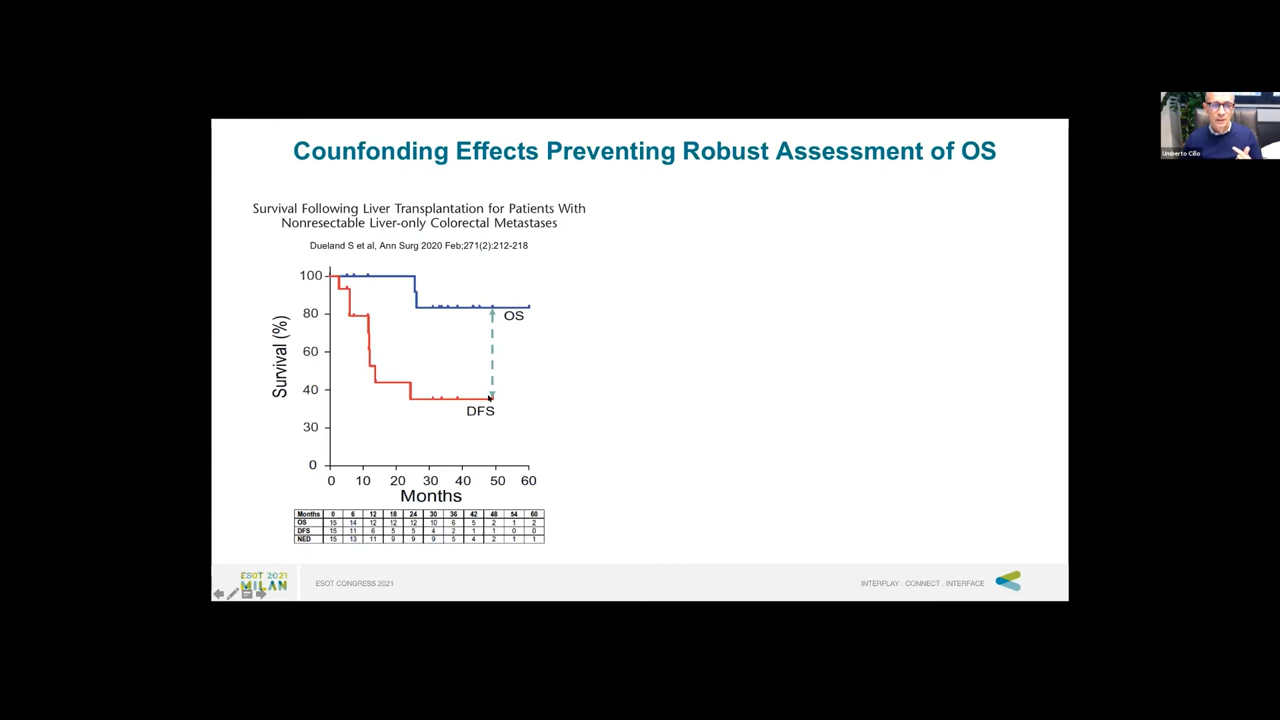 Counfonding Effects Preventing Robust Assessment of OS
Umberto Cillo
Survival Following Liver Transplantation for Patients With
Nonresectable Liver-only Colorectal Metastases
Dueland S et al, Ann Surg 2020 Feb;271(2):212-218
100
80
60
40
30
0
Survival (%)
OS
DFS
0 10 20 30 40 50 60
Months
Months 0 6 12 18 24 30 36 42 48 54 60
OS 15 14 12 12 12 10 6 5 2 1 2
DFS 15 11 6 5 5 4 2 1 1 0 0
NED 15 13 11 9 9 9 5 4 2 1 1
ESOT 2021
MILAN
ESOT CONGRESS 2021
INTERPLAY . CONNECT . INTERFACE